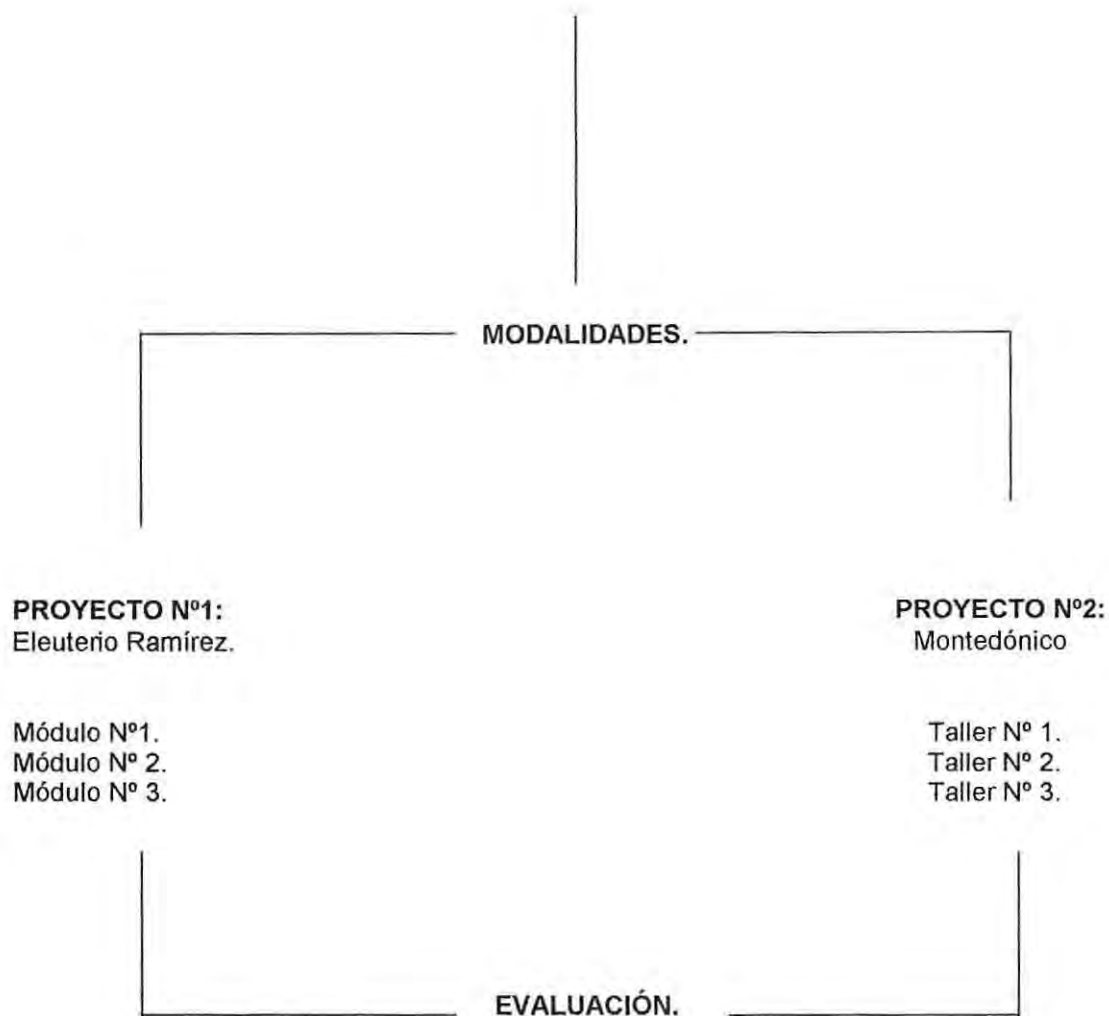 MODALIDADES.
PROYECTO Nº1:
Eleuterio Ramírez.
Módulo Nº1.
Módulo Nº 2.
Módulo Nº 3.
PROYECTO Nº2:
Montedónico
Taller Nº 1.
Taller Nº 2.
Taller Nº 3.
EVALUACIÓN.